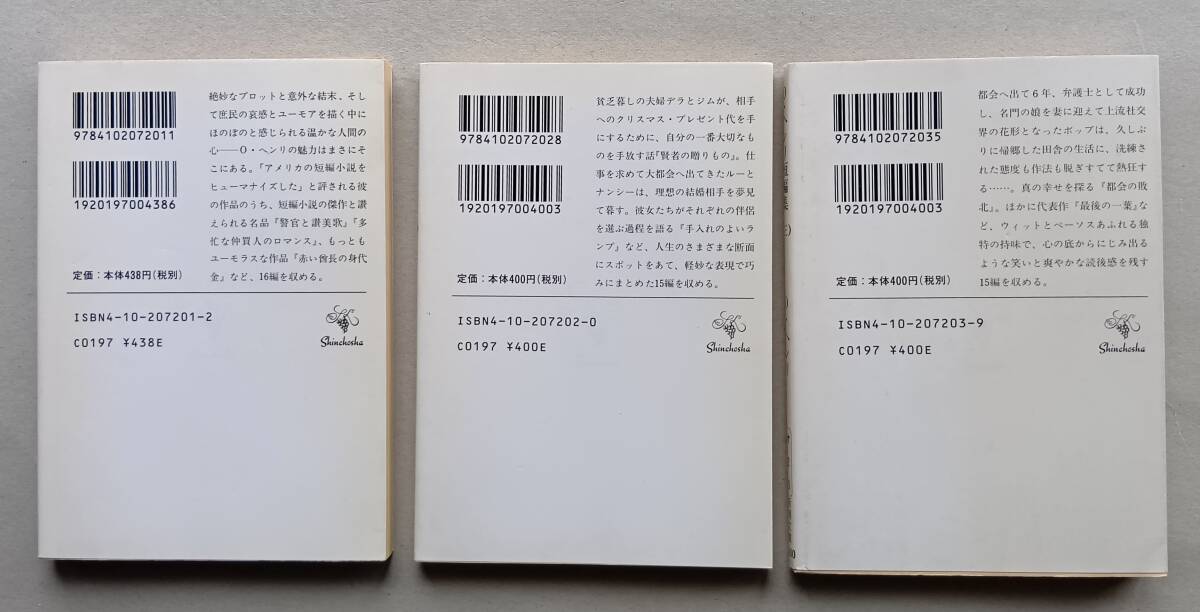 9784102072011
1920197004386
定価：本体438円(税別)
絶妙なプロットと意外な結末、そし
て庶民の哀感とユーモアを描く中に
ほのぼのと感じられる温かな人間の
心──O・ヘンリの魅力はまさにそ
こにある。「アメリカの短編小説を
ヒューマナイズした」と評される彼
の作品のうち、短編小説の傑作と讃
えられる名品『警官と讃美歌』『多
忙な仲買人のロマンス』、もっとも
ユーモラスな作品『赤い酋長の身代
金』など、16編を収める。
ISBN4-10-207201-2
C0197 ¥438E
Shinchosha
9784102072028
1920197004003
定価：本体400円(税別)
貧乏暮しの夫婦デラとジムが、相手
へのクリスマス・プレゼント代を手
にするために、自分の一番大切なも
のを手放す話『賢者の贈りもの』。仕
事を求めて大都会へ出てきたルーと
ナンシーは、理想の結婚相手を夢見
て暮す。彼女たちがそれぞれの伴侶
を選ぶ過程を語る『手入れのよいラ
ンプ』など、人生のさまざまな断面
にスポットをあて、軽妙な表現で巧
みにまとめた15編を収める。
ISBN4-10-207202-0
C0197 ¥400E
Shinchosha
9784102072035
1920197004003
定価：本体400円(税別)
都会へ出て6年、弁護士として成功
し、名門の娘を妻に迎えて上流社交
界の花形となったボッブは、久しぶ
りに帰郷した田舎の生活に、洗練さ
れた態度も作法も脱ぎすてて熱狂す
る……。真の幸せを探る『都会の敗
北』。ほかに代表作『最後の一葉』な
ど、ウィットとペーソスあふれる独
特の持味で、心の底からにじみ出る
ような笑いと爽やかな読後感を残す
15編を収める。
ISBN4-10-207203-9
C0197 ¥400E
Shinchosha